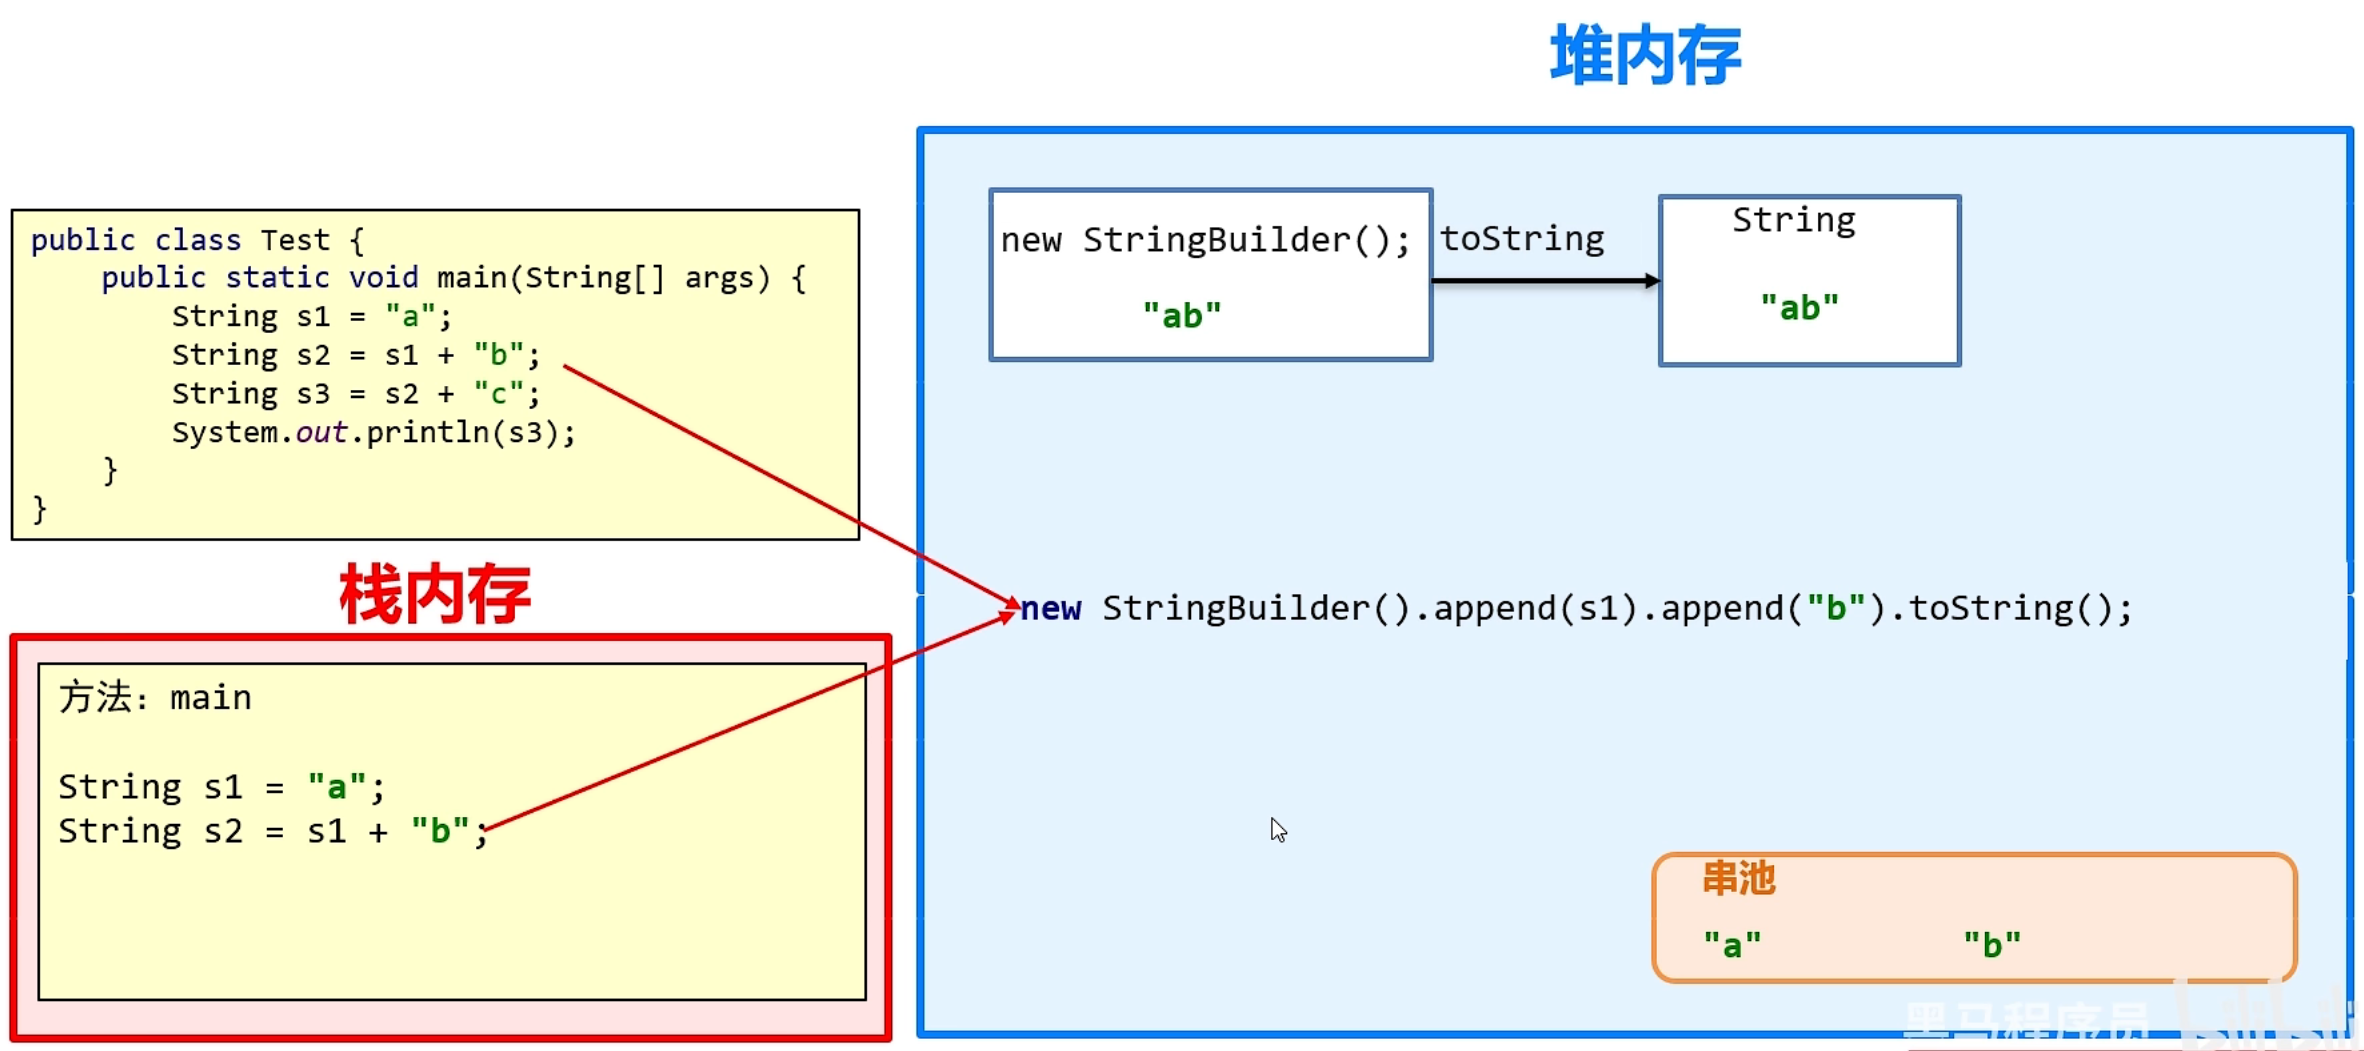 堆内存
public class Test {
public static void main(String[] args) {
String s1 = "a";
String s2 = s1 + "b";
String s3 = s2 + "c";
System.out.println(s3);
}
}
new StringBuilder();
"ab"
toString
String
"ab"
new StringBuilder().append(s1).append("b").toString();
栈内存
方法：main
String s1 = "a";
String s2 = s1 + "b";
串池
"a" "b"
黑马程序员
bilibili